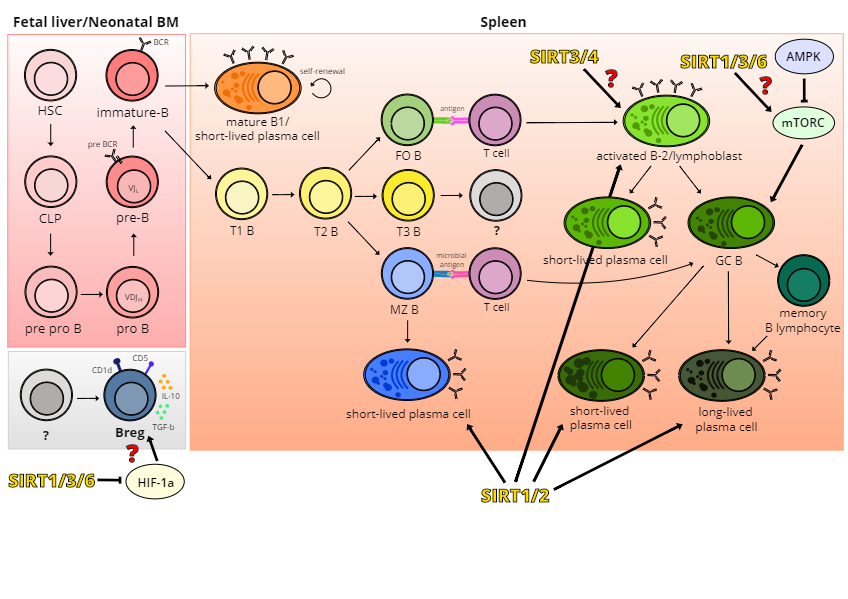 Fetal liver/Neonatal BM
Spleen
BCR
HSC
immature-B
pre BCR
CLP
VJL
pre-B
pre pro B
VDJH
pro B
CD1d
CD5
IL-10
TGF-b
?
Breg
?
SIRT1/3/6
HIF-1a
self-renewal
mature B1/
short-lived plasma cell
T1 B
T2 B
FO B
antigen
T cell
T3 B
?
MZ B
microbial
antigen
T cell
short-lived plasma cell
SIRT3/4
?
SIRT1/3/6
?
AMPK
mTORC
activated B-2/lymphoblast
short-lived plasma cell
GC B
memory
B lymphocyte
short-lived
plasma cell
long-lived
plasma cell
SIRT1/2